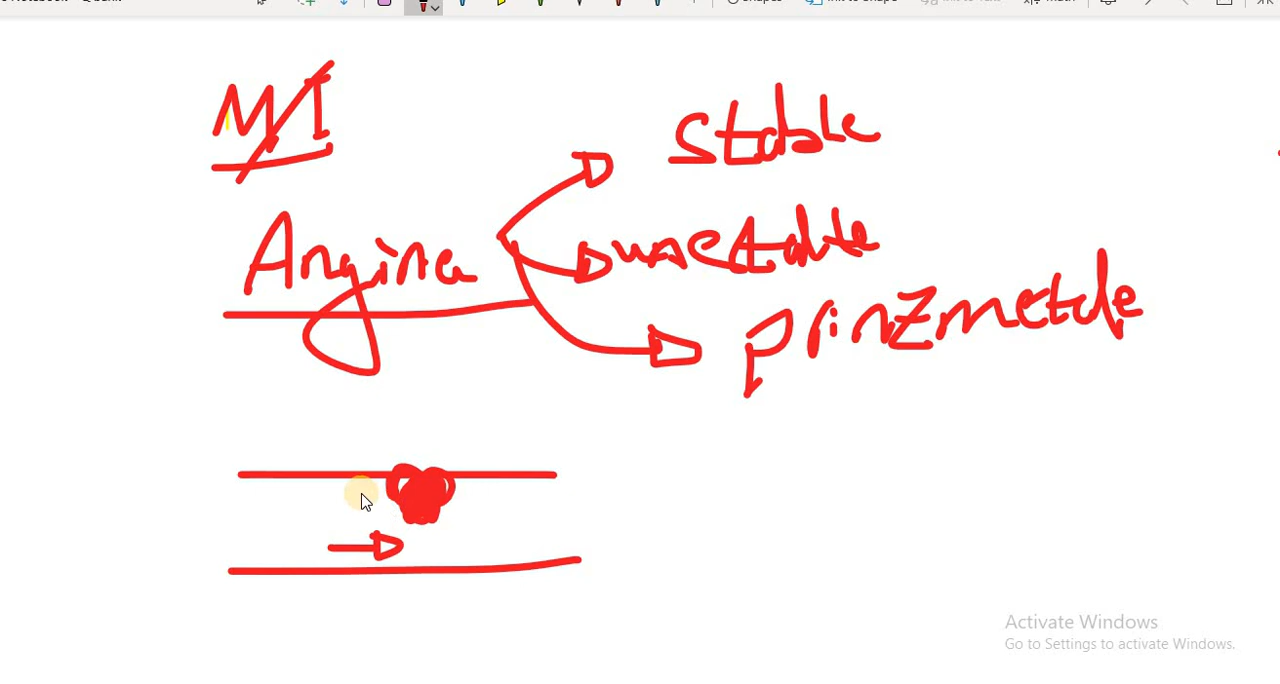 MI
stable
Angina
unstable
prinzmetale
Activate Windows
Go to Settings to activate Windows.